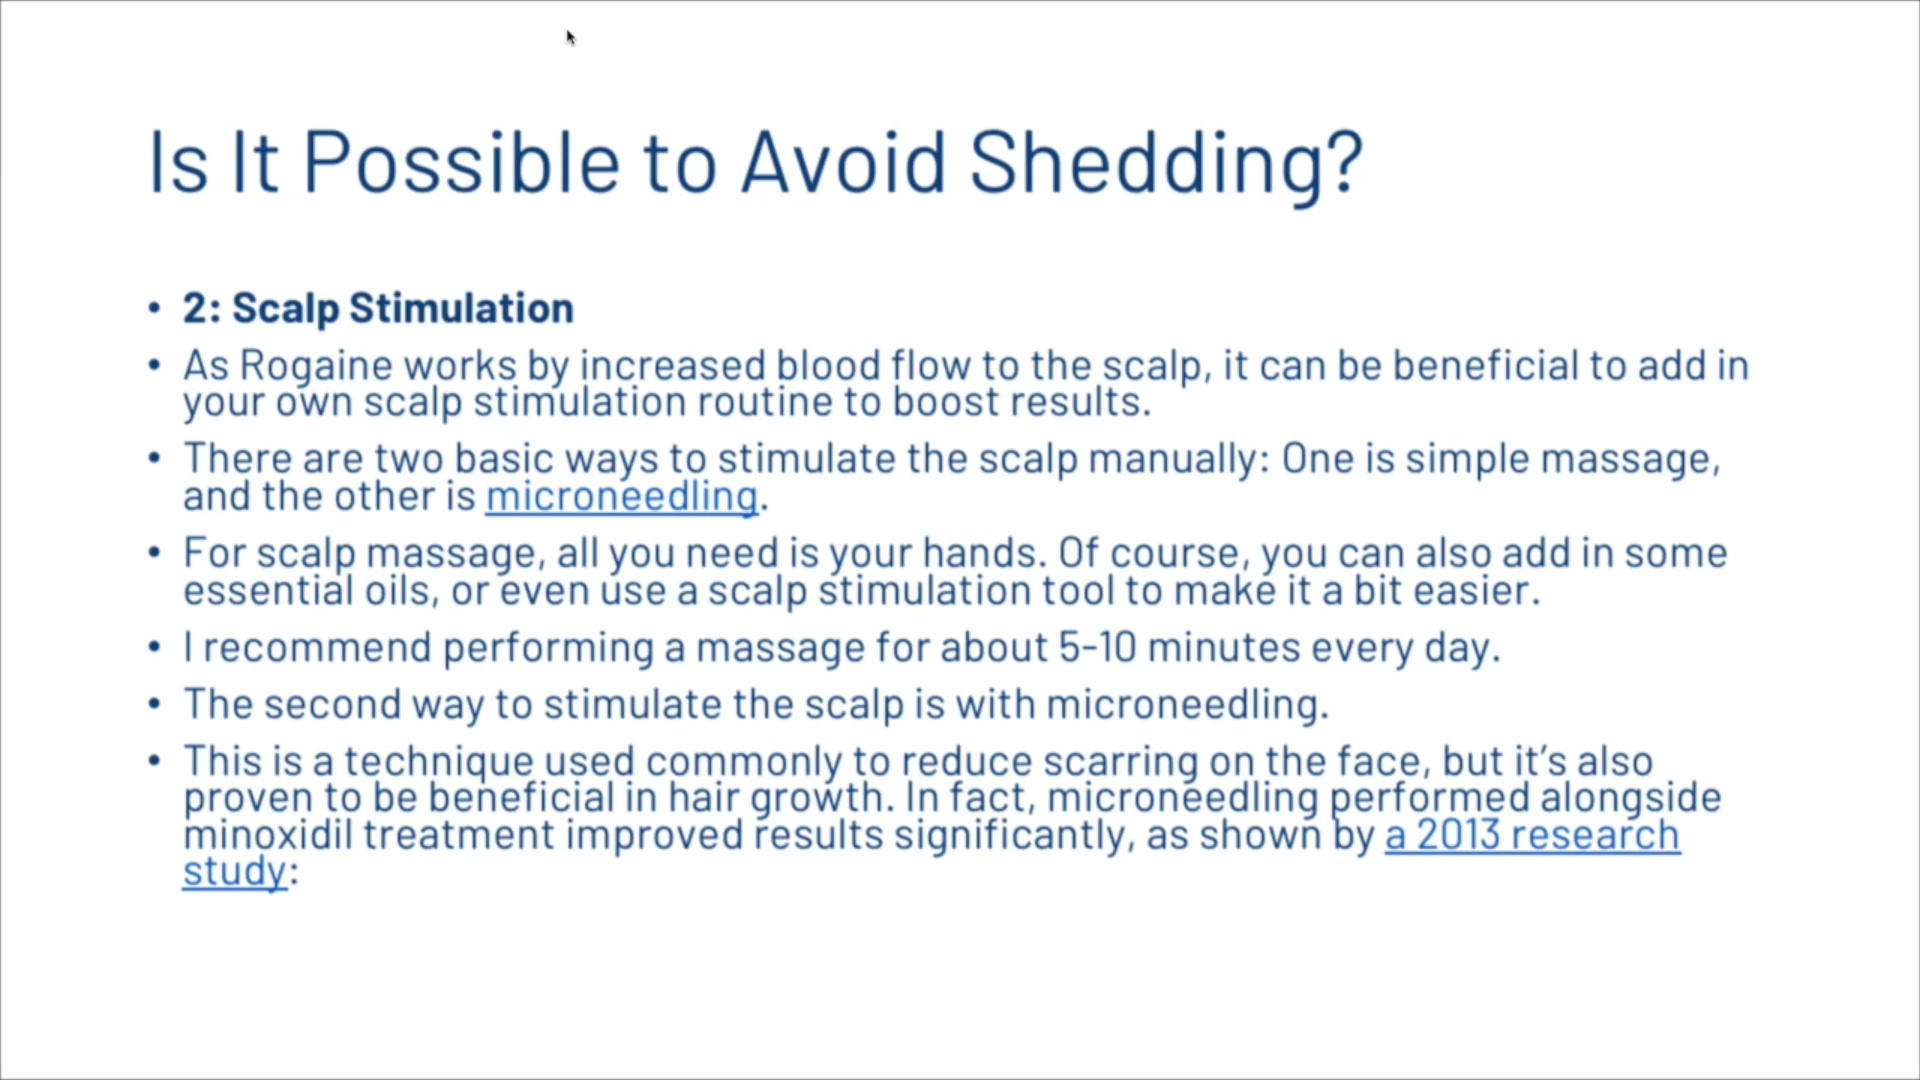 Is It Possible to Avoid Shedding?
• 2: Scalp Stimulation
• As Rogaine works by increased blood flow to the scalp, it can be beneficial to add in
your own scalp stimulation routine to boost results.
• There are two basic ways to stimulate the scalp manually: One is simple massage,
and the other is microneedling.
• For scalp massage, all you need is your hands. Of course, you can also add in some
essential oils, or even use a scalp stimulation tool to make it a bit easier.
• I recommend performing a massage for about 5-10 minutes every day.
• The second way to stimulate the scalp is with microneedling.
• This is a technique used commonly to reduce scarring on the face, but it’s also
proven to be beneficial in hair growth. In fact, microneedling performed alongside
minoxidil treatment improved results significantly, as shown by a 2013 research
study: